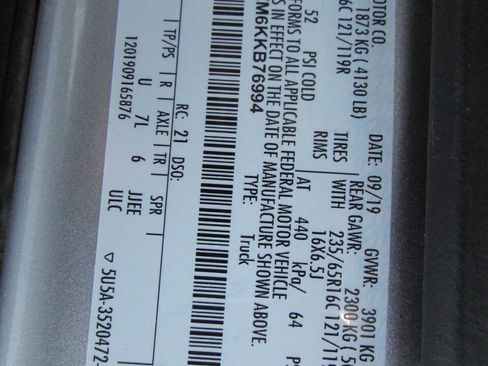 TOR CO.
1873 KG ( 4130 LB)
6C 121/119R
52 PSI COLD
DATE: 09/19
GVWR: 3901 KG
REAR GAWR: 2300 KG
TIRES WITH 235/65R16C 121/119
RIMS 16X6.5J
AT 440 kPa/ 64 PS
FORMS TO ALL APPLICABLE FEDERAL MOTOR VEHICLE
S IN EFFECT ON THE DATE OF MANUFACTURE SHOWN ABOVE.
M6KKB76994
TYPE: Truck
RC: 21 DSO:
TP/PS R AXLE TR SPR
U 7L 6 JJEE
1201909165876 ULC
▽ 5U5A-3520472-